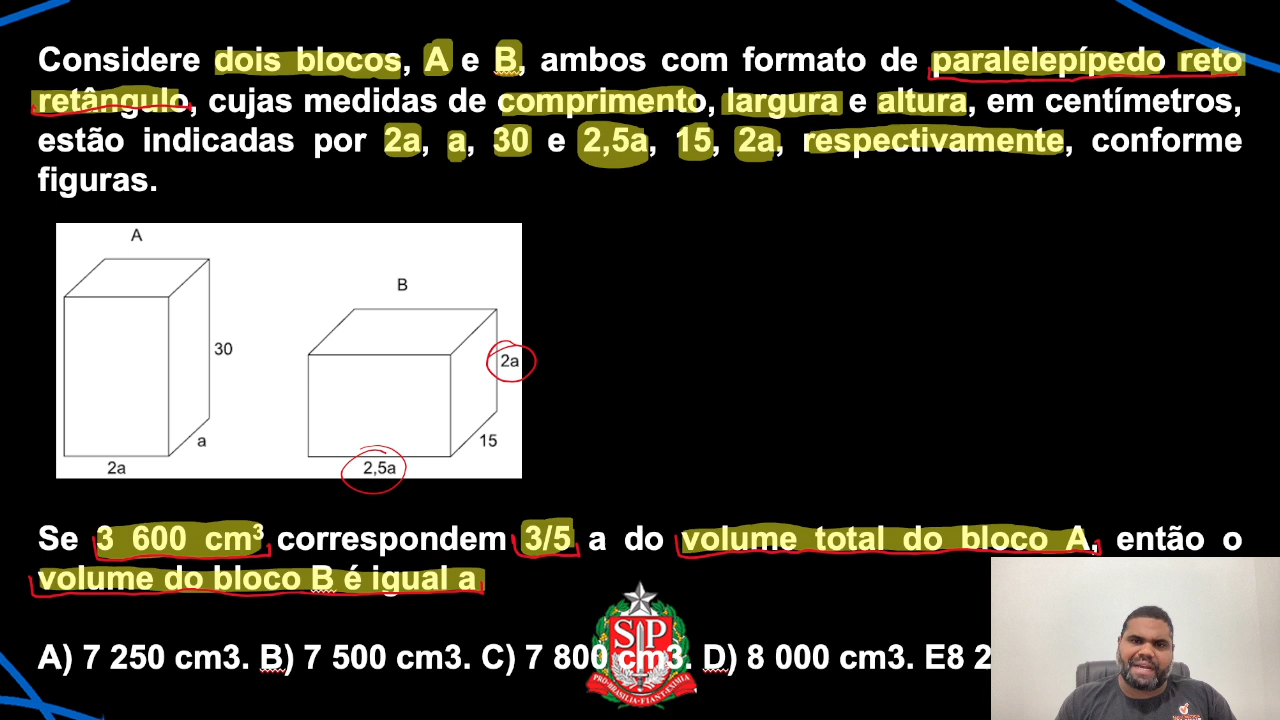 Considere dois blocos, A e B, ambos com formato de paralelepípedo reto
retângulo, cujas medidas de comprimento, largura e altura, em centímetros,
estão indicadas por 2a, a, 30 e 2,5a, 15, 2a, respectivamente, conforme
figuras.
A
B
30
2a
a
15
2a
2,5a
Se 3 600 cm³ correspondem 3/5 a do volume total do bloco A, então o
volume do bloco B é igual a
SP
A) 7 250 cm3. B) 7 500 cm3. C) 7 800 cm3. D) 8 000 cm3. E8 2